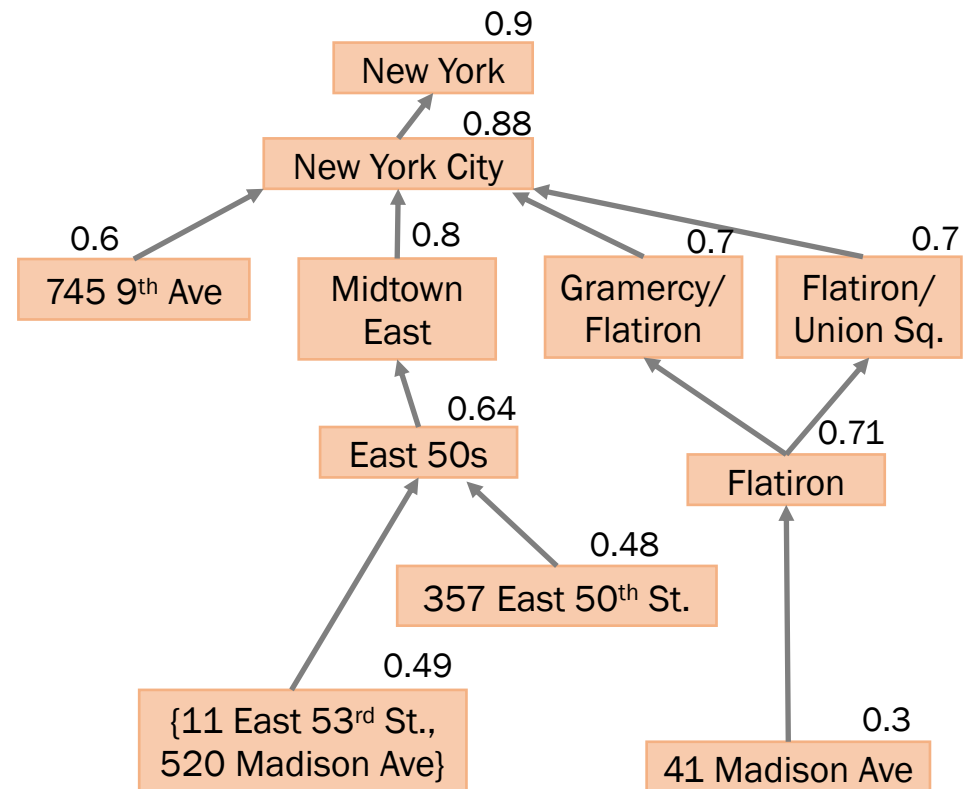 0.9
New York
0.88
New York City
0.6
745 9th Ave
0.8
Midtown
East
0.7
Gramercy/
Flatiron
0.7
Flatiron/
Union Sq.
0.64
East 50s
0.71
Flatiron
0.48
357 East 50th St.
0.49
{11 East 53rd St.,
520 Madison Ave}
0.3
41 Madison Ave